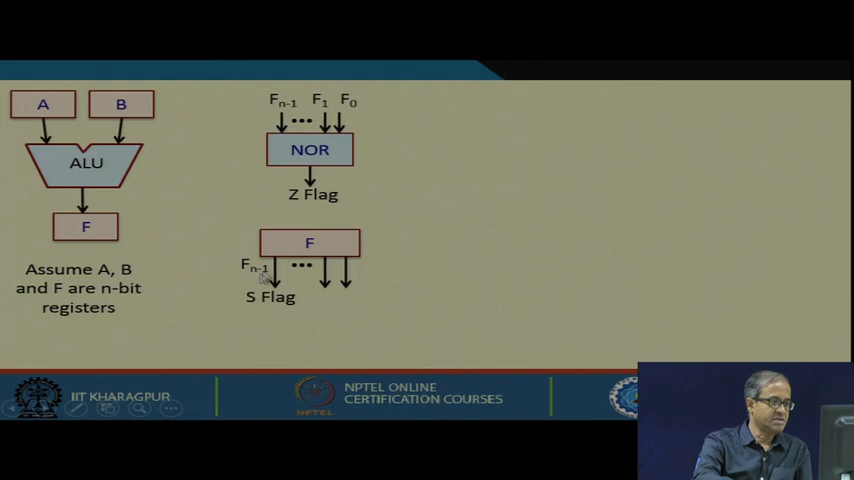 A
B
ALU
F
Assume A, B
and F are n-bit
registers
Fn-1
F1
F0
NOR
Z Flag
F
Fn-1
S Flag
IIT KHARAGPUR
NPTEL
NPTEL ONLINE
CERTIFICATION COURSES